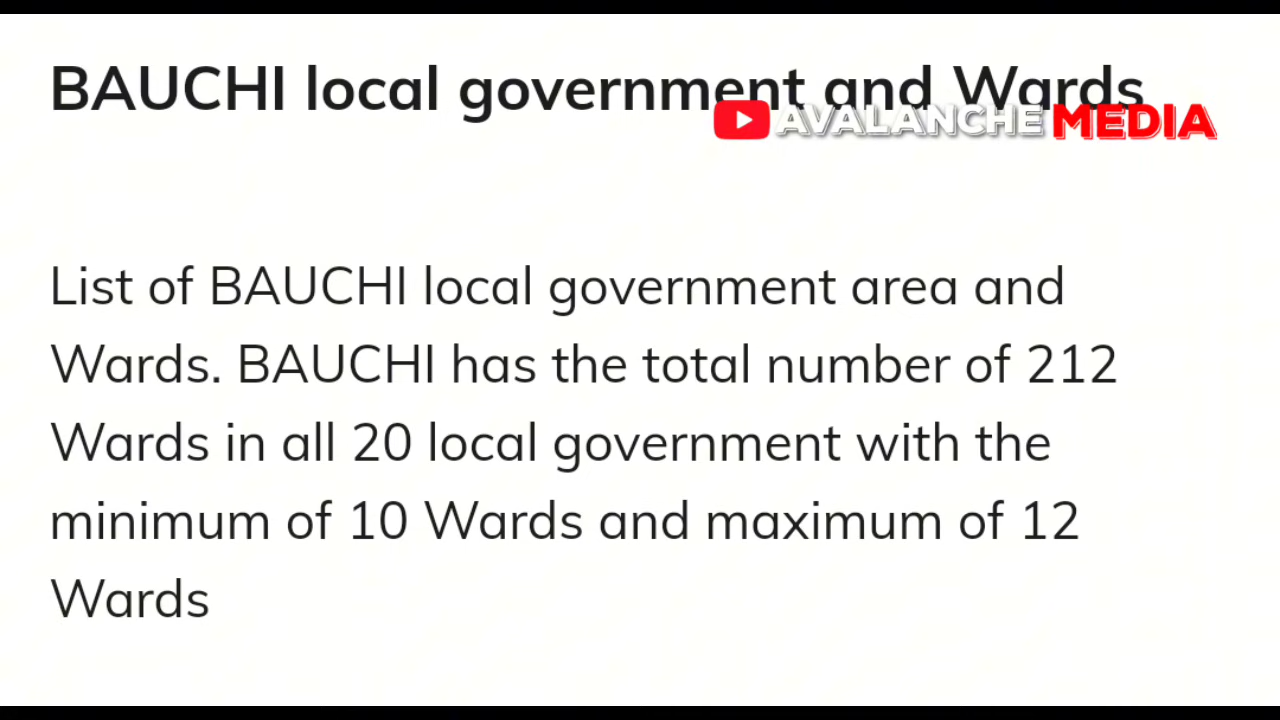 BAUCHI local government and Wards
AVALANCHE MEDIA
List of BAUCHI local government area and
Wards. BAUCHI has the total number of 212
Wards in all 20 local government with the
minimum of 10 Wards and maximum of 12
Wards